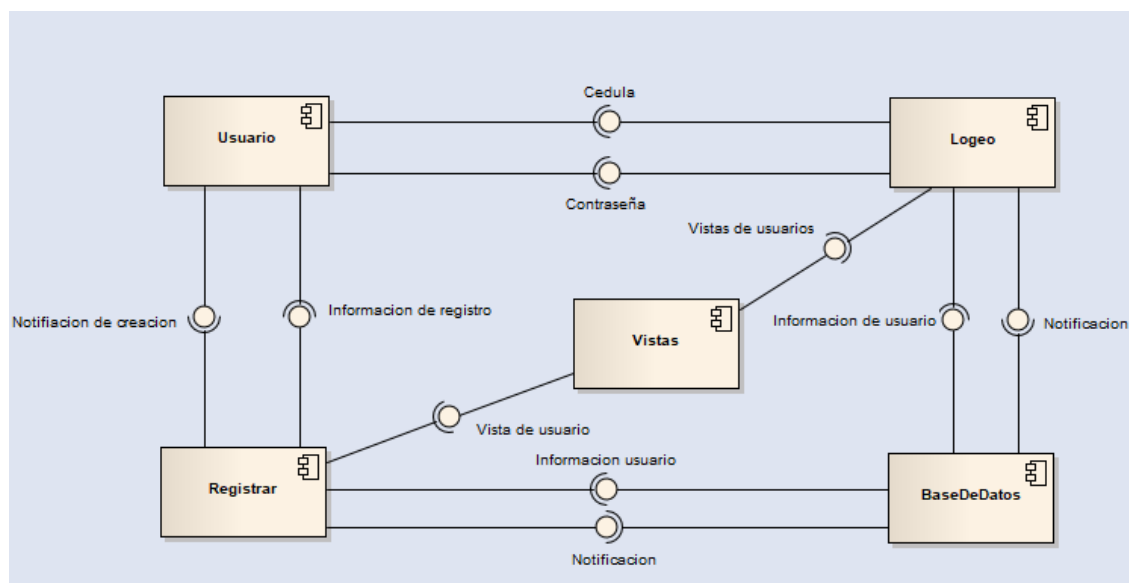 Cedula
Usuario
Logeo
Contraseña
Vistas de usuarios
Notifiacion de creacion
Informacion de registro
Informacion de usuario
Notificacion
Vistas
Vista de usuario
Informacion usuario
Registrar
BaseDeDatos
Notificacion